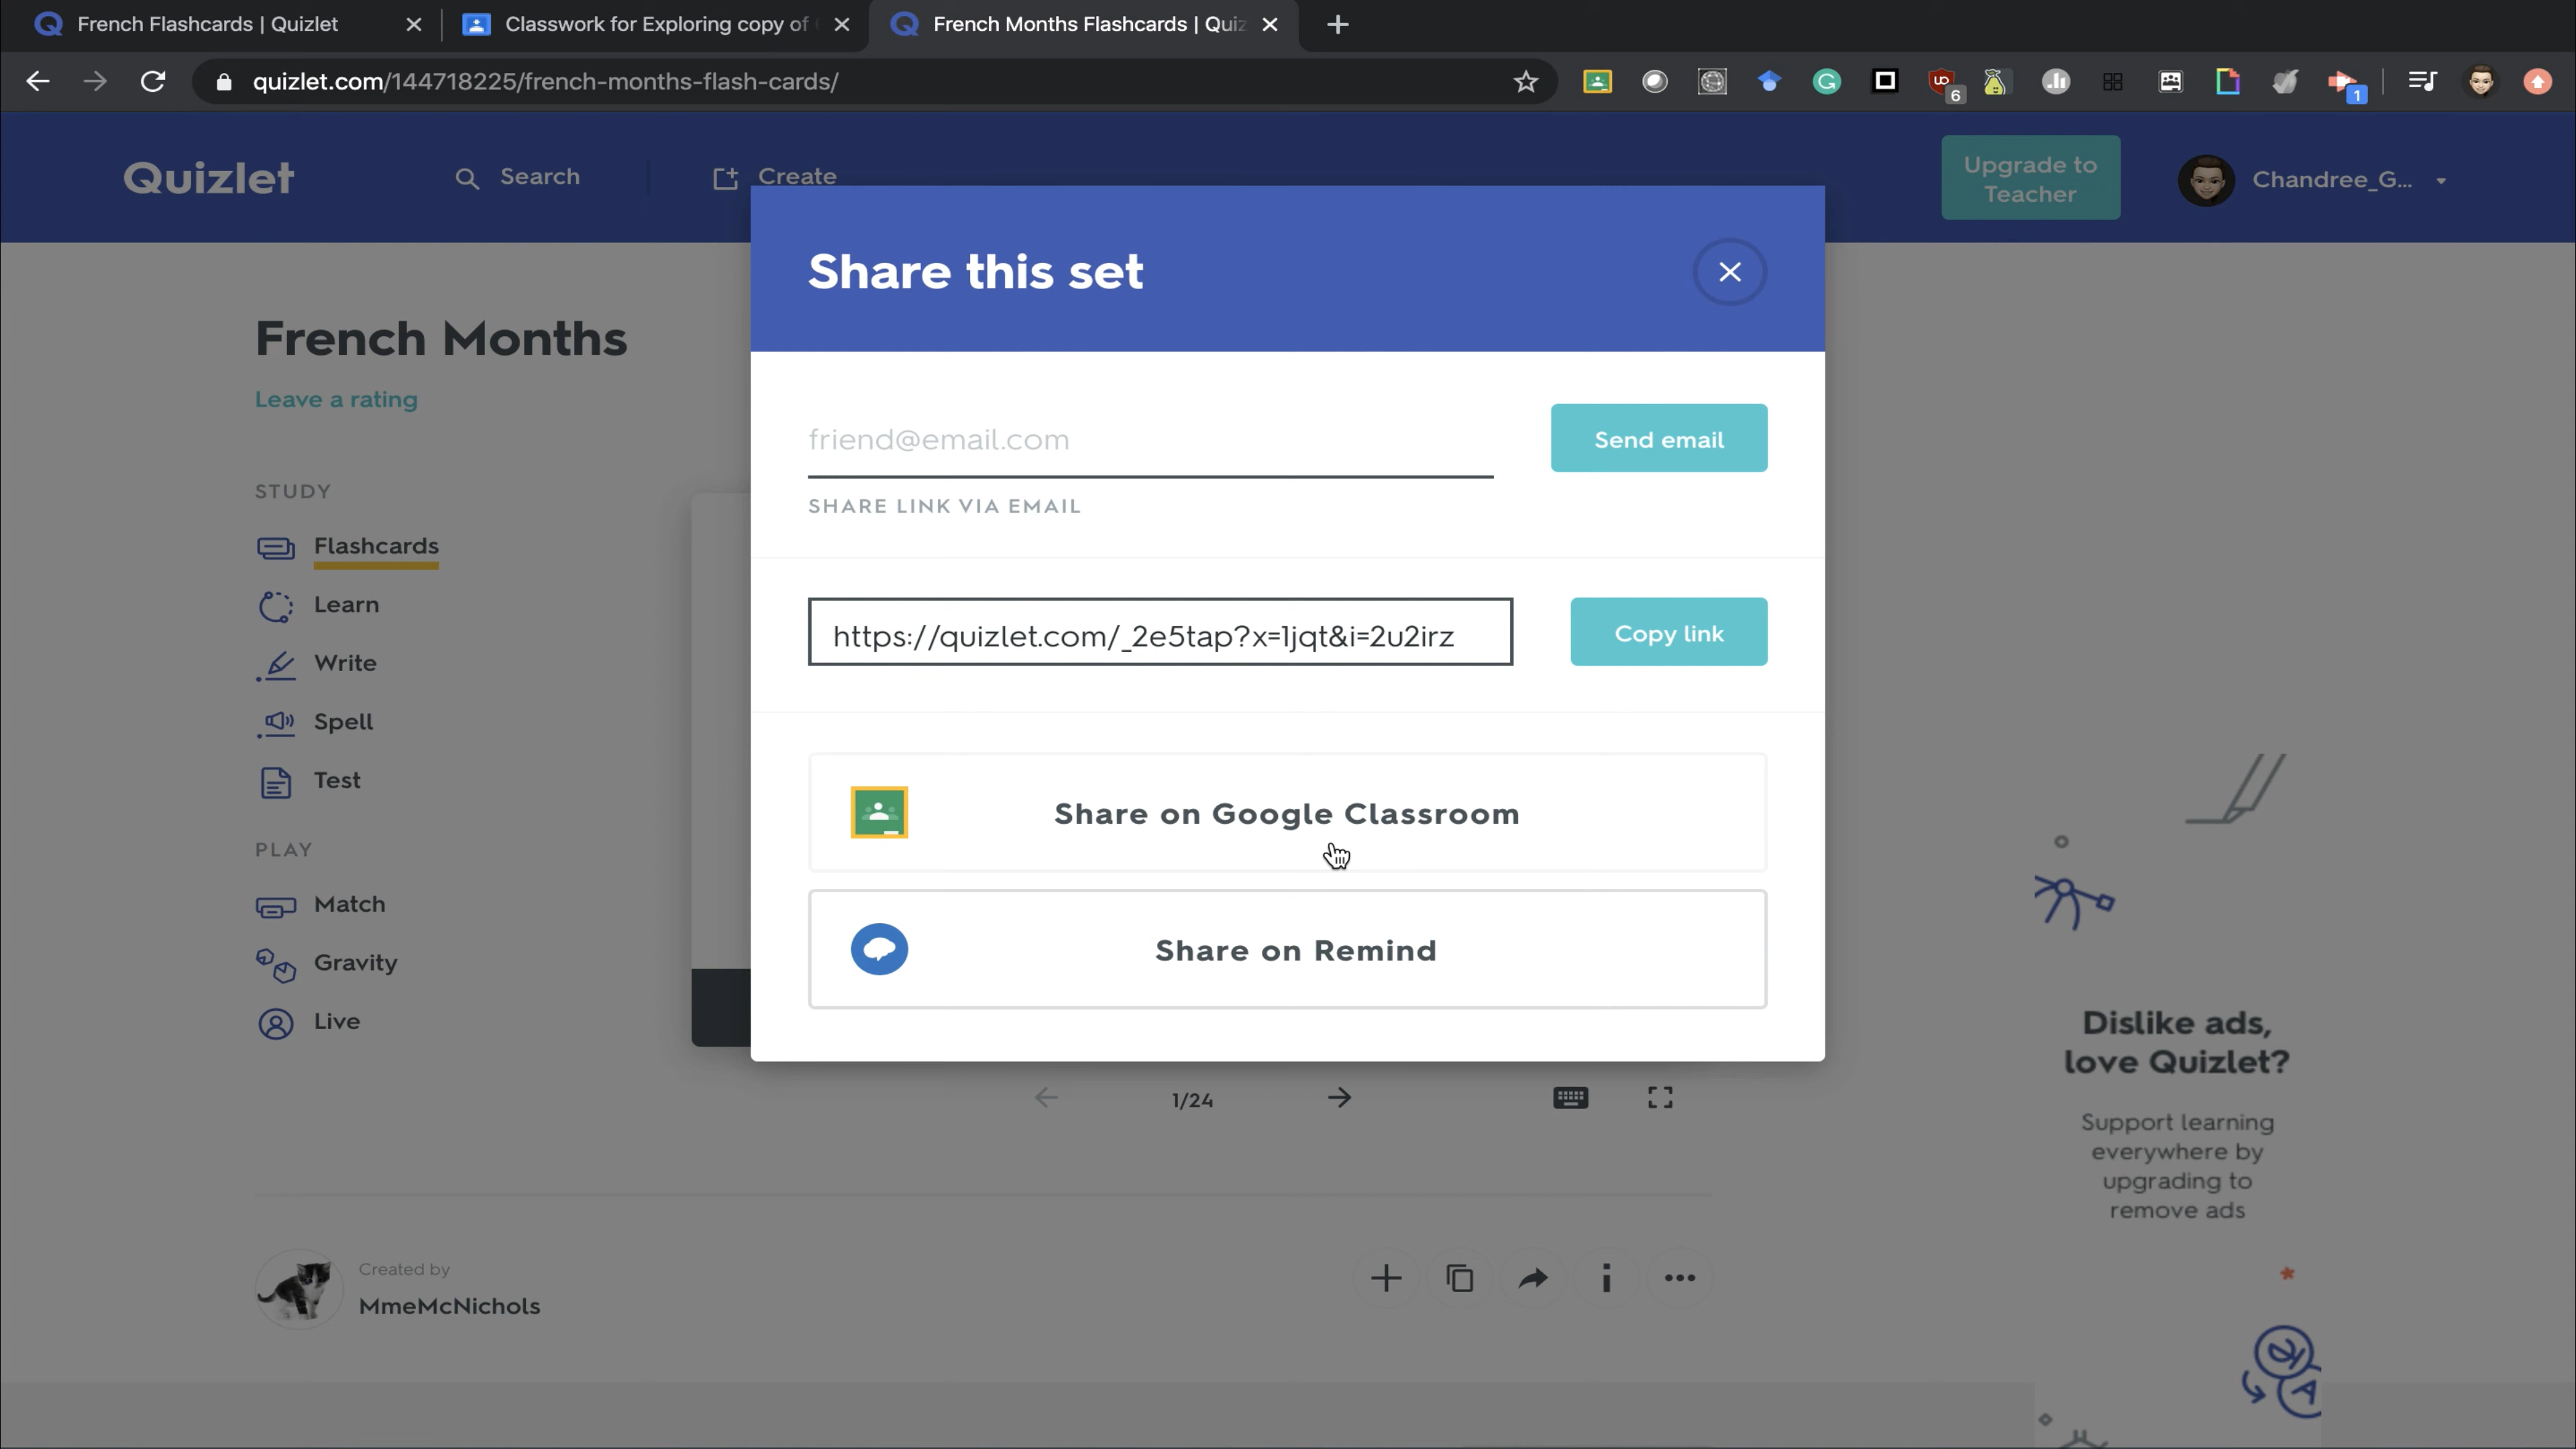 French Flashcards | Quizlet
Classwork for Exploring copy of
French Months Flashcards | Quiz
quizlet.com/144718225/french-months-flash-cards/
6
1
Quizlet
Search
Create
Upgrade to
Teacher
Chandree_G...
Share this set
French Months
Leave a rating
friend@email.com
Send email
SHARE LINK VIA EMAIL
STUDY
Flashcards
Learn
Write
Spell
Test
https://quizlet.com/_2e5tap?x=1jqt&i=2u2irz
Copy link
Share on Google Classroom
Share on Remind
PLAY
Match
Gravity
Live
1/24
Dislike ads,
love Quizlet?
Support learning
everywhere by
upgrading to
remove ads
Created by
MmeMcNichols